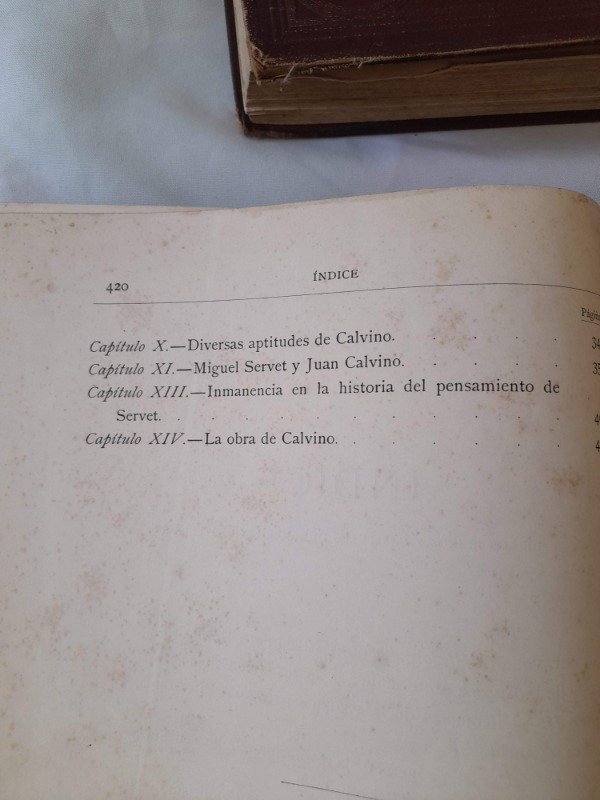 420 ÍNDICE
Capítulo X.—Diversas aptitudes de Calvino.
Capítulo XI.—Miguel Servet y Juan Calvino.
Capítulo XIII.—Inmanencia en la historia del pensamiento de
Servet.
Capítulo XIV.—La obra de Calvino.